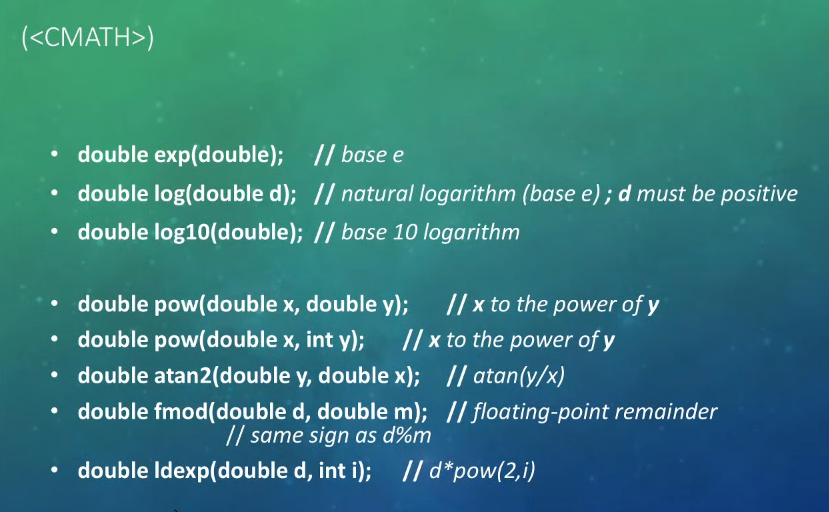 (<CMATH>)
• double exp(double); // base e
• double log(double d); // natural logarithm (base e) ; d must be positive
• double log10(double); // base 10 logarithm
• double pow(double x, double y); // x to the power of y
• double pow(double x, int y); // x to the power of y
• double atan2(double y, double x); // atan(y/x)
• double fmod(double d, double m); // floating-point remainder
// same sign as d%m
• double ldexp(double d, int i); // d*pow(2,i)